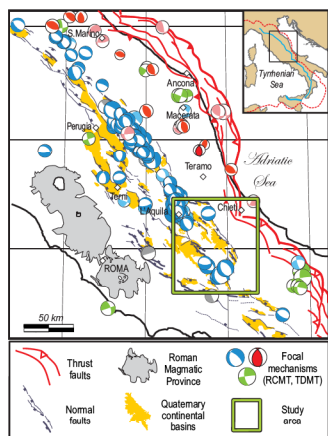 S.Marino
Tyrrhenian
Sea
Ancona
Macerata
Perugia
Adriatic
Sea
Teramo
Terni
L'Aquila
Chieti
ROMA
50 km
Thrust
faults
Roman
Magmatic
Province
Focal
mechanisms
(RCMT, TDMT)
Normal
faults
Quaternary
continental
basins
Study
area